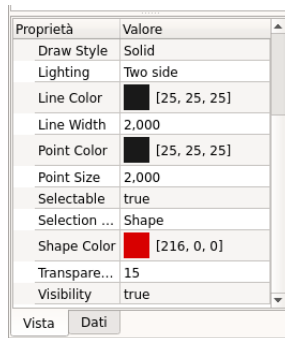 Proprietà Valore
Draw Style Solid
Lighting Two side
Line Color [25, 25, 25]
Line Width 2,000
Point Color [25, 25, 25]
Point Size 2,000
Selectable true
Selection ... Shape
Shape Color [216, 0, 0]
Transpare... 15
Visibility true
Vista Dati